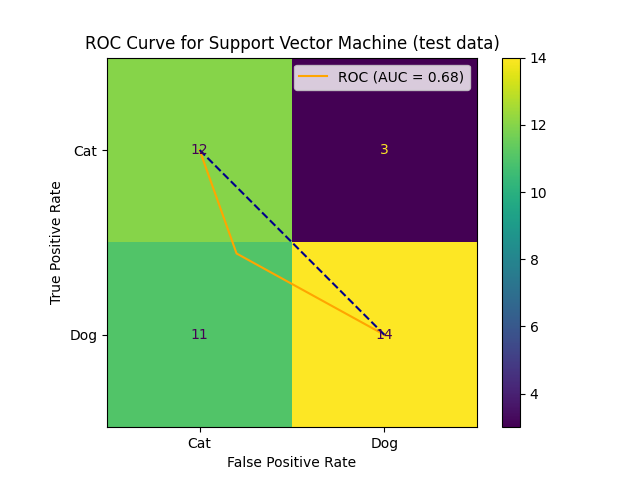 ROC Curve for Support Vector Machine (test data)
ROC (AUC = 0.68)
True Positive Rate
Cat
Dog
12
3
11
14
Cat
Dog
False Positive Rate
14
12
10
8
6
4